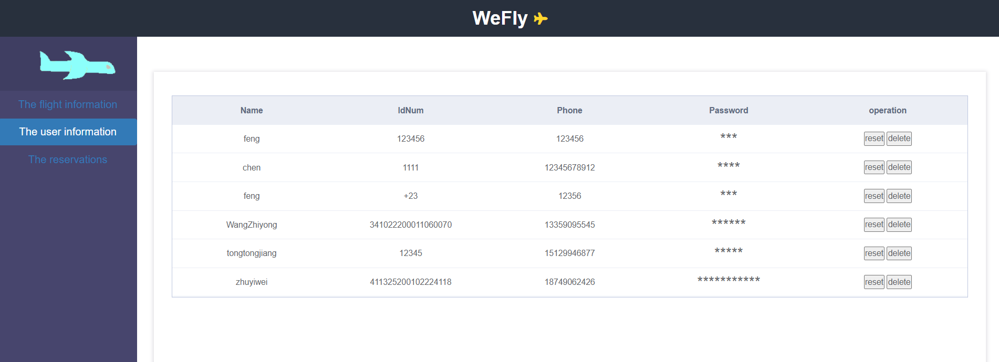 WeFly
The flight information
The user information
The reservations
Name IdNum Phone Password operation
feng 123456 123456 *** reset delete
chen 1111 12345678912 **** reset delete
feng +23 12356 *** reset delete
WangZhiyong 341022200011060070 13359095545 ****** reset delete
tongtongjiang 12345 15129946877 ***** reset delete
zhuyiwei 411325200102224118 18749062426 *********** reset delete